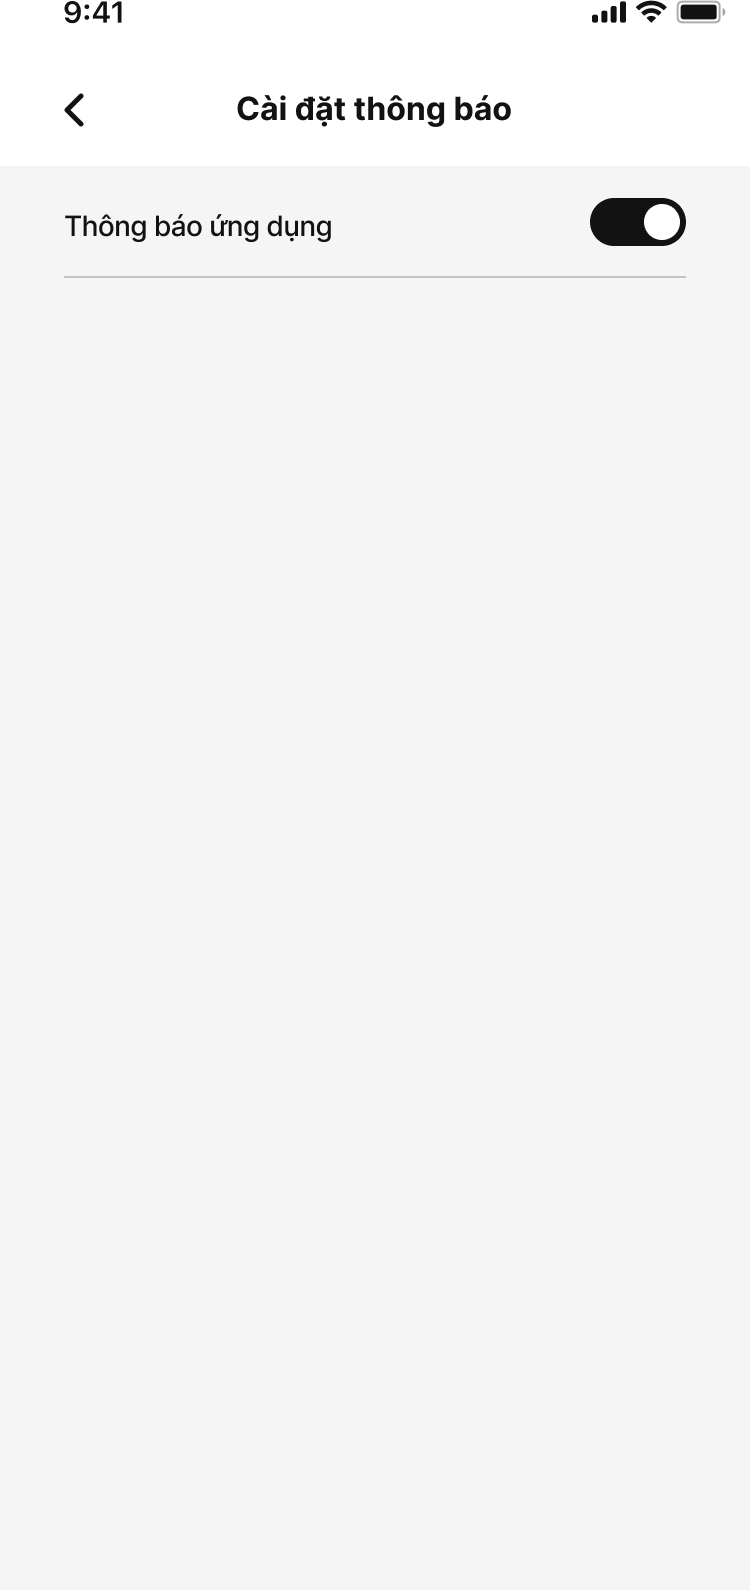 9:41
Cài đặt thông báo
Thông báo ứng dụng